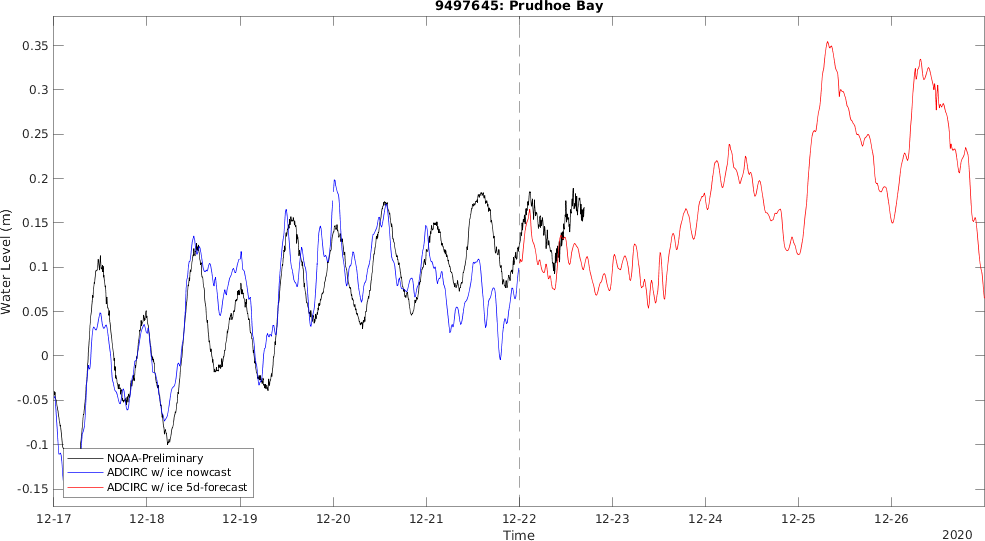 9497645: Prudhoe Bay
Water Level (m)
0.35
0.3
0.25
0.2
0.15
0.1
0.05
0
-0.05
-0.1
-0.15
NOAA-Preliminary
ADCIRC w/ ice nowcast
ADCIRC w/ ice 5d-forecast
12-17 12-18 12-19 12-20 12-21 12-22 12-23 12-24 12-25 12-26
Time
2020